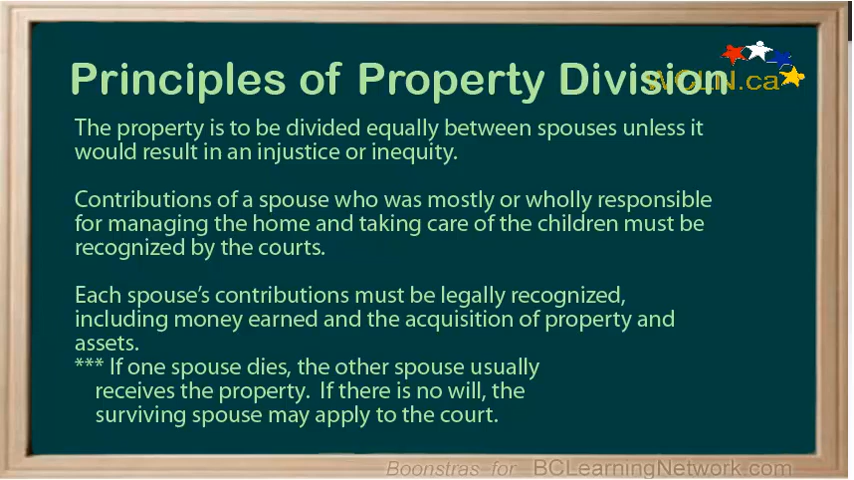 Principles of Property Division
WCLN.ca
The property is to be divided equally between spouses unless it
would result in an injustice or inequity.
Contributions of a spouse who was mostly or wholly responsible
for managing the home and taking care of the children must be
recognized by the courts.
Each spouse's contributions must be legally recognized,
including money earned and the acquisition of property and
assets.
*** If one spouse dies, the other spouse usually
receives the property.  If there is no will, the
surviving spouse may apply to the court.
Boonstras for BCLearningNetwork.com